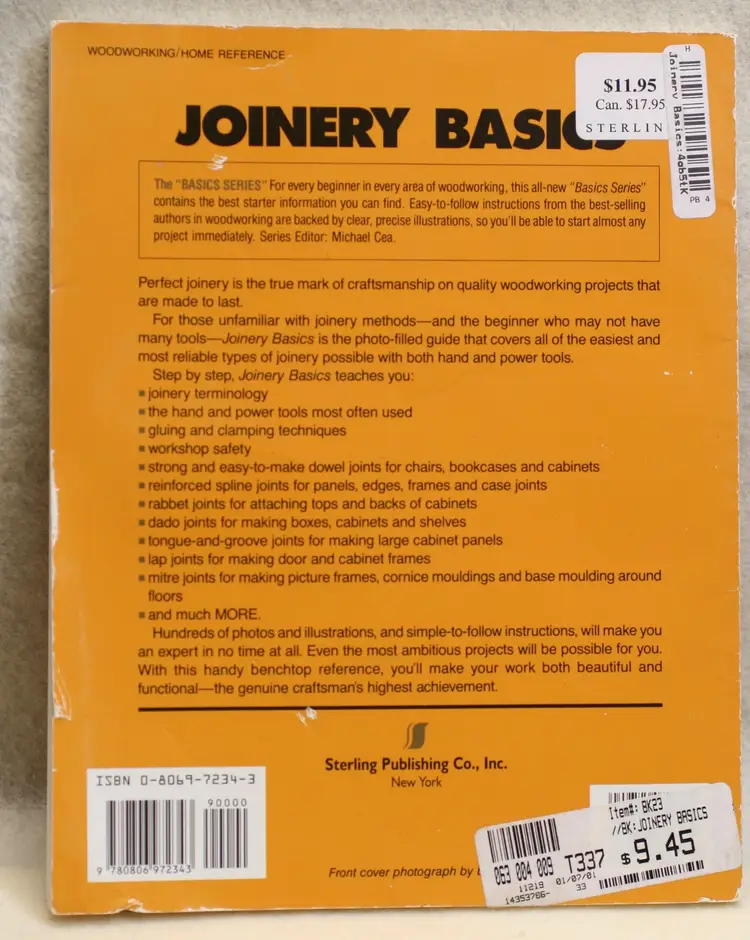 WOODWORKING/HOME REFERENCE
$11.95
Can. $17.95
H
Joinery Basics:4ob5tK
PB 4
JOINERY BASICS
The "BASICS SERIES" For every beginner in every area of woodworking, this all-new "Basics Series"
contains the best starter information you can find. Easy-to-follow instructions from the best-selling
authors in woodworking are backed by clear, precise illustrations, so you'll be able to start almost any
project immediately. Series Editor: Michael Cea.
Perfect joinery is the true mark of craftsmanship on quality woodworking projects that
are made to last.
For those unfamiliar with joinery methods—and the beginner who may not have
many tools—Joinery Basics is the photo-filled guide that covers all of the easiest and
most reliable types of joinery possible with both hand and power tools.
Step by step, Joinery Basics teaches you:
■ joinery terminology
■ the hand and power tools most often used
■ gluing and clamping techniques
■ workshop safety
■ strong and easy-to-make dowel joints for chairs, bookcases and cabinets
■ reinforced spline joints for panels, edges, frames and case joints
■ rabbet joints for attaching tops and backs of cabinets
■ dado joints for making boxes, cabinets and shelves
■ tongue-and-groove joints for making large cabinet panels
■ lap joints for making door and cabinet frames
■ mitre joints for making picture frames, cornice mouldings and base moulding around
floors
■ and much MORE.
Hundreds of photos and illustrations, and simple-to-follow instructions, will make you
an expert in no time at all. Even the most ambitious projects will be possible for you.
With this handy benchtop reference, you'll make your work both beautiful and
functional—the genuine craftsman's highest achievement.
Sterling Publishing Co., Inc.
New York
ISBN 0-8069-7234-3
90000
9 780806 972343
Front cover photograph by
Item#: BK23
//BK:JOINERY BASICS
$9.45
063 004 009 T337
11219 01/07/01
14353766- 33